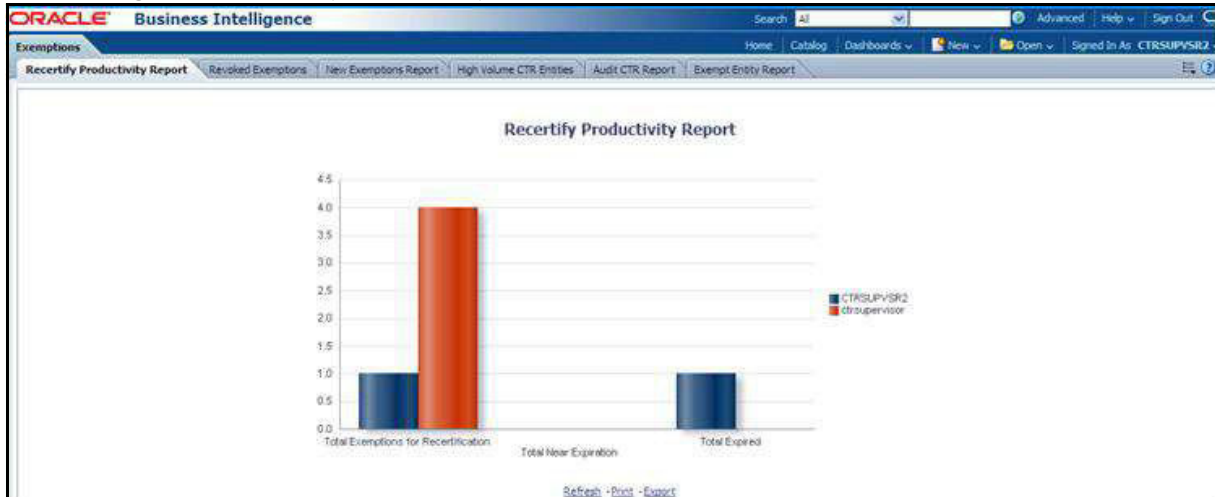 ORACLE Business Intelligence Search All Advanced Help Sign Out
Exemptions Home Catalog Dashboards New Open Signed In As CTRSUPVSR2
Recertify Productivity Report Revoked Exemptions New Exemptions Report High Volume CTR Entities Audit CTR Report Exempt Entity Report
Recertify Productivity Report
4.5
4.0
3.5
3.0
2.5
2.0
1.5
1.0
0.5
0.0
CTRSUPVSR2
ctrsupervisor
Total Exemptions for Recertification
Total Near Expiration
Total Expired
Refresh - Print - Export